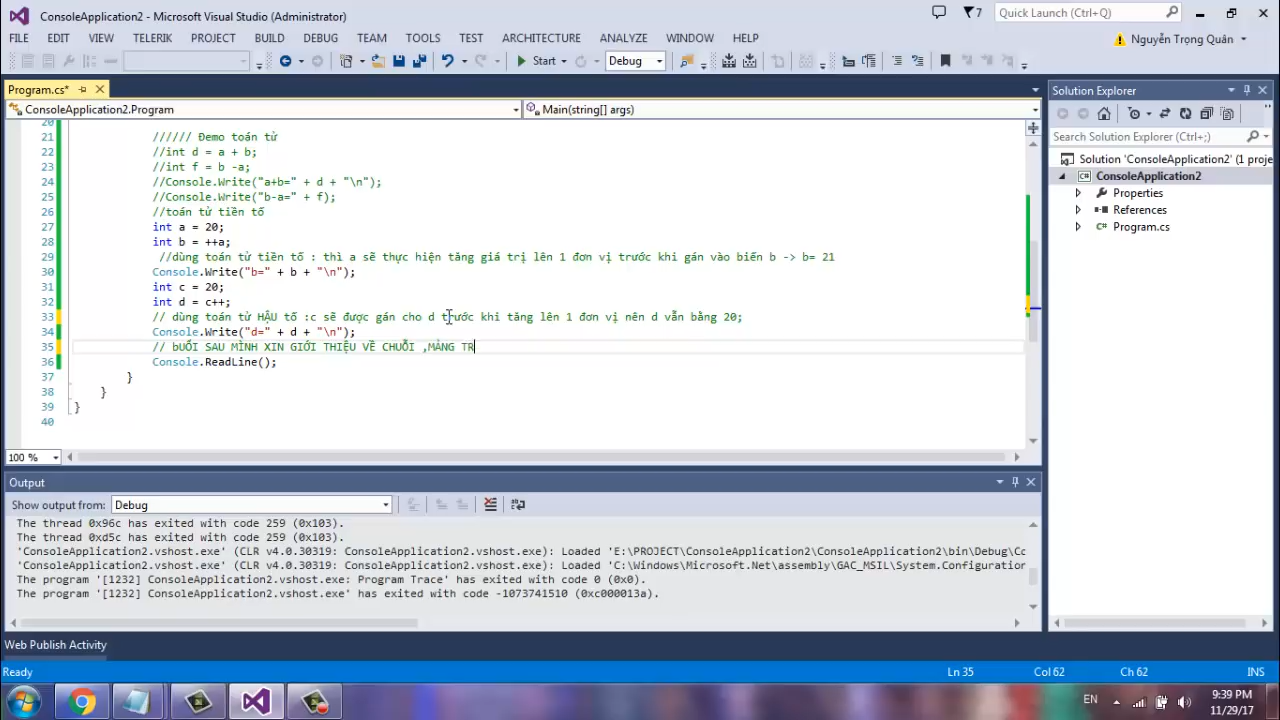 ConsoleApplication2 - Microsoft Visual Studio (Administrator)
7
Quick Launch (Ctrl+Q)
FILE EDIT VIEW TELERIK PROJECT BUILD DEBUG TEAM TOOLS TEST ARCHITECTURE ANALYZE WINDOW HELP
Nguyễn Trọng Quân
Start
Debug
Program.cs*
ConsoleApplication2.Program
Main(string[] args)
20
21 ////// Đemo toán tử
22 //int d = a + b;
23 //int f = b -a;
24 //Console.Write("a+b=" + d + "\n");
25 //Console.Write("b-a=" + f);
26 //toán tử tiền tố
27 int a = 20;
28 int b = ++a;
29 //dùng toán tử tiền tố : thì a sẽ thực hiện tăng giá trị lên 1 đơn vị trước khi gán vào biến b -> b= 21
30 Console.Write("b=" + b + "\n");
31 int c = 20;
32 int d = c++;
33 // dùng toán tử HẬU tố :c sẽ được gán cho d trước khi tăng lên 1 đơn vị nên d vẫn bằng 20;
34 Console.Write("d=" + d + "\n");
35 // bUỔI SAU MÌNH XIN GIỚI THIỆU VỀ CHUỖI ,MẢNG TR
36 Console.ReadLine();
37 }
38 }
39 }
40
100 %
Solution Explorer
Search Solution Explorer (Ctrl+;)
Solution 'ConsoleApplication2' (1 proje
ConsoleApplication2
Properties
References
Program.cs
Output
Show output from: Debug
The thread 0x96c has exited with code 259 (0x103).
The thread 0xd5c has exited with code 259 (0x103).
'ConsoleApplication2.vshost.exe' (CLR v4.0.30319: ConsoleApplication2.vshost.exe): Loaded 'E:\PROJECT\ConsoleApplication2\ConsoleApplication2\bin\Debug\Co
'ConsoleApplication2.vshost.exe' (CLR v4.0.30319: ConsoleApplication2.vshost.exe): Loaded 'C:\Windows\Microsoft.Net\assembly\GAC_MSIL\System.Configuration
The program '[1232] ConsoleApplication2.vshost.exe: Program Trace' has exited with code 0 (0x0).
The program '[1232] ConsoleApplication2.vshost.exe' has exited with code -1073741510 (0xc000013a).
Web Publish Activity
Ready
Ln 35 Col 62 Ch 62 INS
EN
9:39 PM
11/29/17